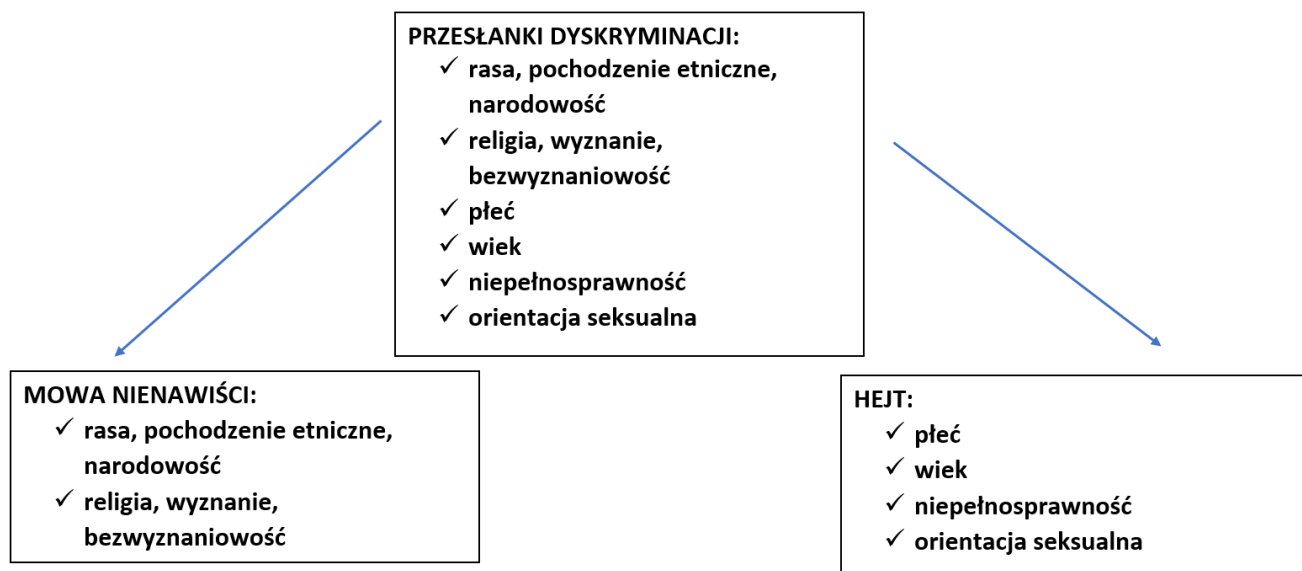 PRZESŁANKI DYSKRYMINACJI:
✓ rasa, pochodzenie etniczne,
narodowość
✓ religia, wyznanie,
bezwyznaniowość
✓ płeć
✓ wiek
✓ niepełnosprawność
✓ orientacja seksualna
MOWA NIENAWIŚCI:
✓ rasa, pochodzenie etniczne,
narodowość
✓ religia, wyznanie,
bezwyznaniowość
HEJT:
✓ płeć
✓ wiek
✓ niepełnosprawność
✓ orientacja seksualna